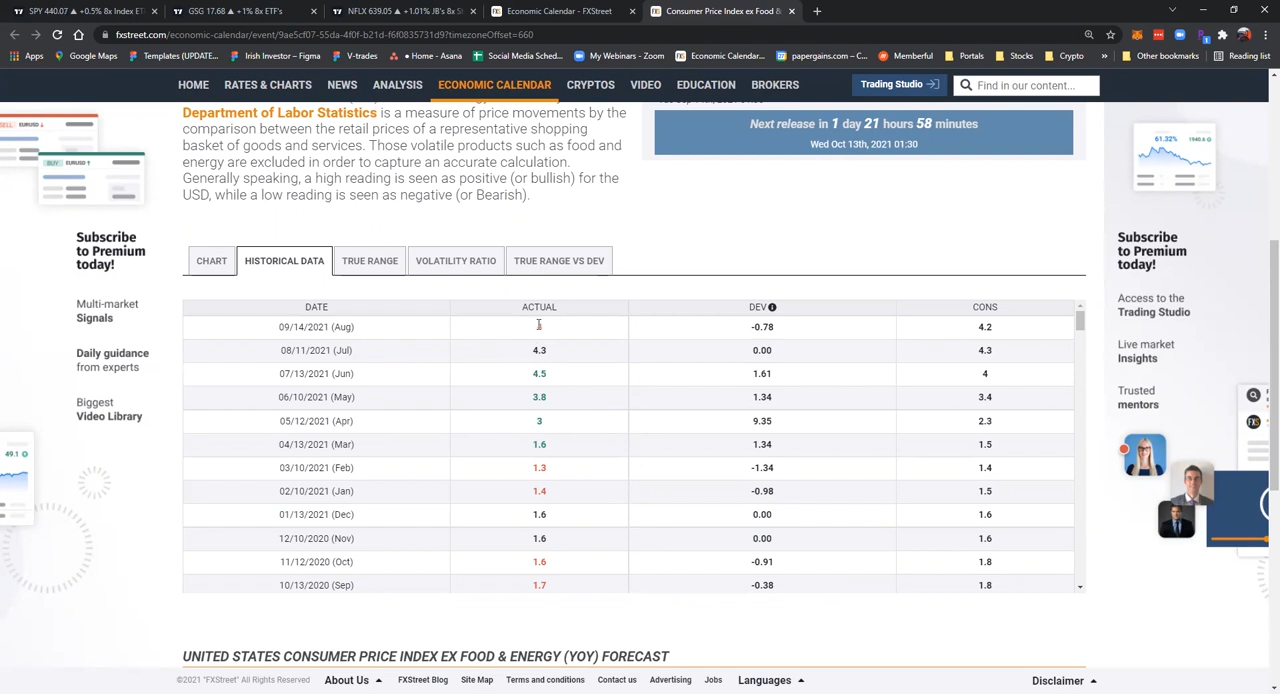 SPY 440.07 ▲ +0.5% 8x Index ETF's
GSG 17.68 ▲ +1% 8x ETF's
NFLX 639.05 ▲ +1.01% JB's 8x S
Economic Calendar - FXStreet
Consumer Price Index ex Food &
fxstreet.com/economic-calendar/event/9ae5cf07-55da-4f0f-b21d-f6f0835731d9?timezoneOffset=660
Apps
Google Maps
Templates (UPDATE...
Irish Investor – Figma
V-trades
Home - Asana
Social Media Sched...
My Webinars - Zoom
Economic Calendar...
papergains.com – C...
Memberful
Portals
Stocks
Crypto
»
Other bookmarks
Reading list
HOME
RATES & CHARTS
NEWS
ANALYSIS
ECONOMIC CALENDAR
CRYPTOS
VIDEO
EDUCATION
BROKERS
Trading Studio
Find in our content...
Department of Labor Statistics is a measure of price movements by the
comparison between the retail prices of a representative shopping
basket of goods and services. Those volatile products such as food and
energy are excluded in order to capture an accurate calculation.
Generally speaking, a high reading is seen as positive (or bullish) for the
USD, while a low reading is seen as negative (or Bearish).
Next release in 1 day 21 hours 58 minutes
Wed Oct 13th, 2021 01:30
SELL EURUSD
BUY EURUSD
61.32% 1940.6
Subscribe
to Premium
today!
Multi-market
Signals
Daily guidance
from experts
Biggest
Video Library
49.1
CHART
HISTORICAL DATA
TRUE RANGE
VOLATILITY RATIO
TRUE RANGE VS DEV
DATE ACTUAL DEV CONS
09/14/2021 (Aug) -0.78 4.2
08/11/2021 (Jul) 4.3 0.00 4.3
07/13/2021 (Jun) 4.5 1.61 4
06/10/2021 (May) 3.8 1.34 3.4
05/12/2021 (Apr) 3 9.35 2.3
04/13/2021 (Mar) 1.6 1.34 1.5
03/10/2021 (Feb) 1.3 -1.34 1.4
02/10/2021 (Jan) 1.4 -0.98 1.5
01/13/2021 (Dec) 1.6 0.00 1.6
12/10/2020 (Nov) 1.6 0.00 1.6
11/12/2020 (Oct) 1.6 -0.91 1.8
10/13/2020 (Sep) 1.7 -0.38 1.8
Subscribe
to Premium
today!
Access to the
Trading Studio
Live market
Insights
Trusted
mentors
FXS
UNITED STATES CONSUMER PRICE INDEX EX FOOD & ENERGY (YOY) FORECAST
©2021 "FXStreet" All Rights Reserved
About Us
FXStreet Blog
Site Map
Terms and conditions
Contact us
Advertising
Jobs
Languages
Disclaimer